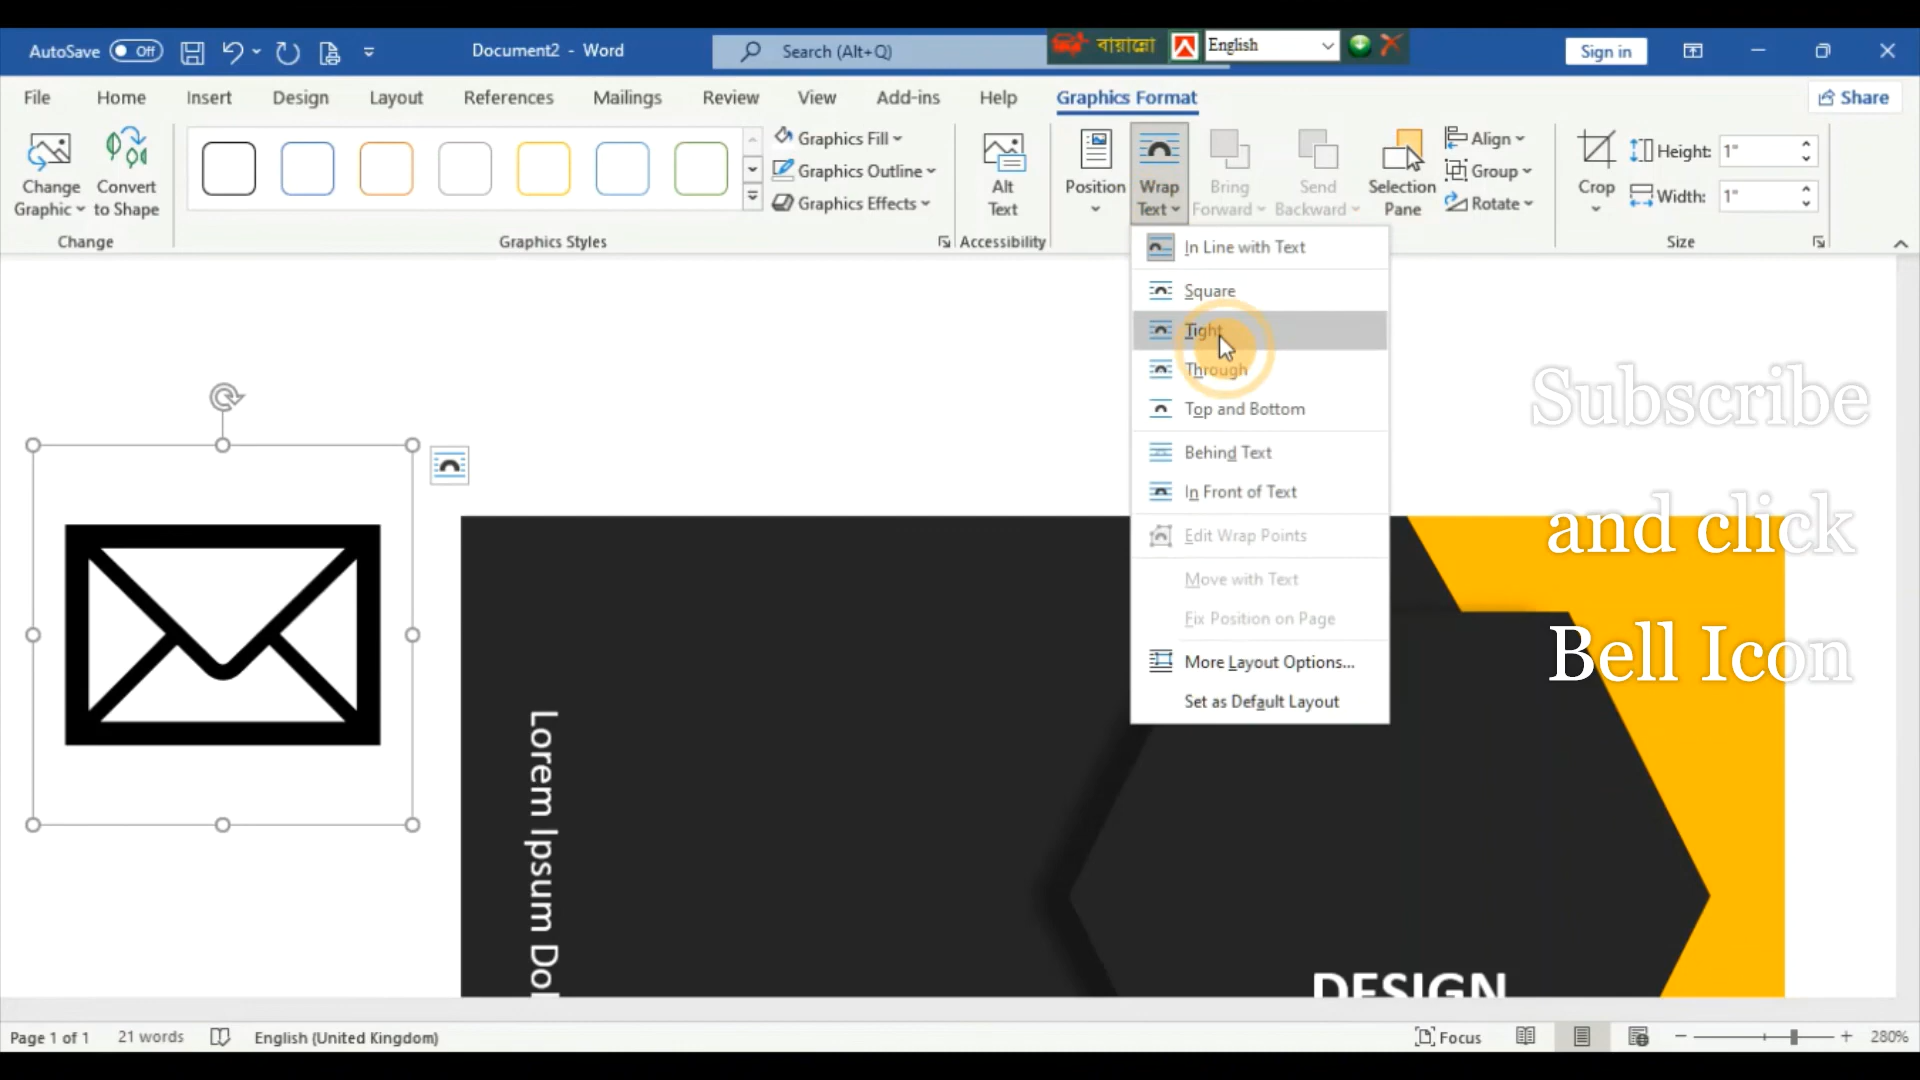 AutoSave Off Document2 - Word Search (Alt+Q) বায়ান্নো English Sign in
File Home Insert Design Layout References Mailings Review View Add-ins Help Graphics Format Share
Change Graphic
Convert to Shape
Change
Graphics Fill
Graphics Outline
Graphics Effects
Graphics Styles
Alt Text
Accessibility
Position
Wrap Text
Bring Forward
Send Backward
Selection Pane
Align
Group
Rotate
Crop
Height: 1"
Width: 1"
Size
In Line with Text
Square
Tight
Through
Top and Bottom
Behind Text
In Front of Text
Edit Wrap Points
Move with Text
Fix Position on Page
More Layout Options...
Set as Default Layout
Subscribe
and click
Bell Icon
Lorem Ipsum Dol
DESIGN
Page 1 of 1 21 words English (United Kingdom) Focus 280%